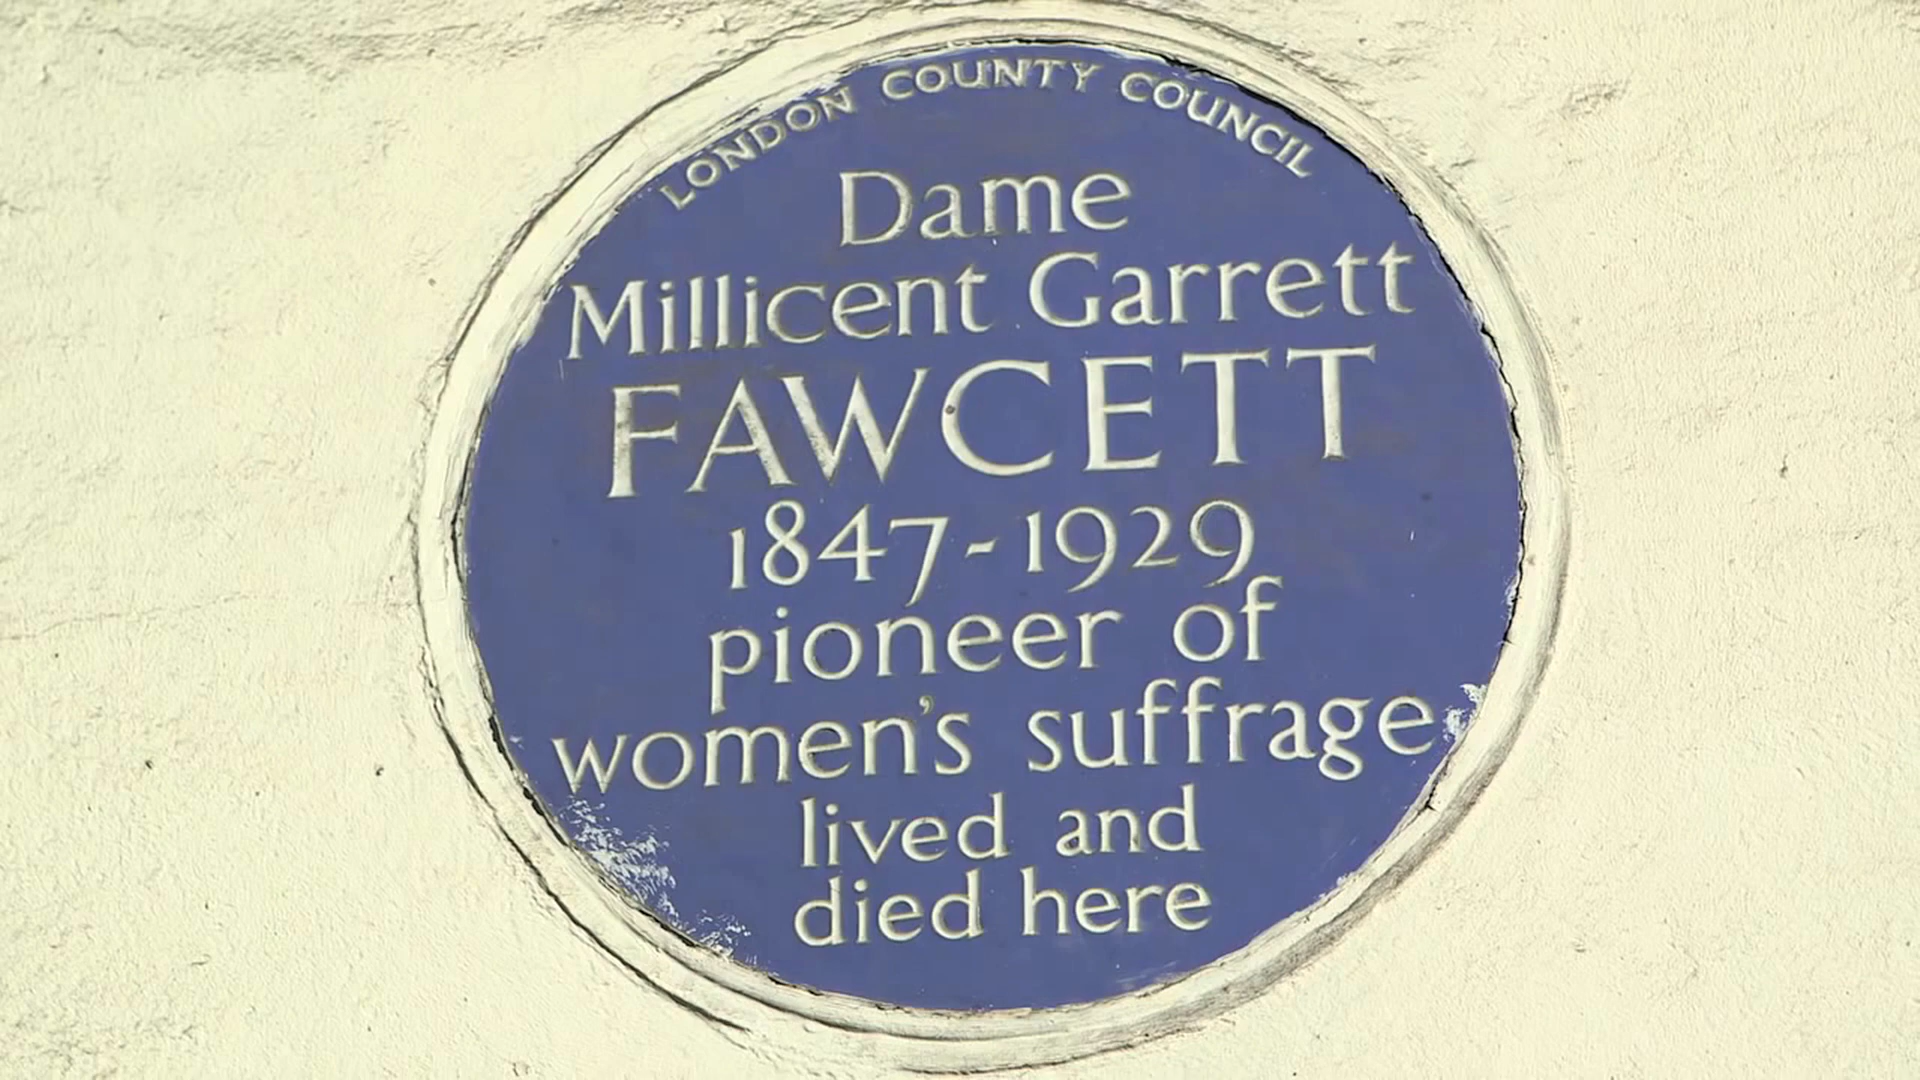 LONDON COUNTY COUNCIL
Dame
Millicent Garrett
FAWCETT
1847-1929
pioneer of
women's suffrage
lived and
died here